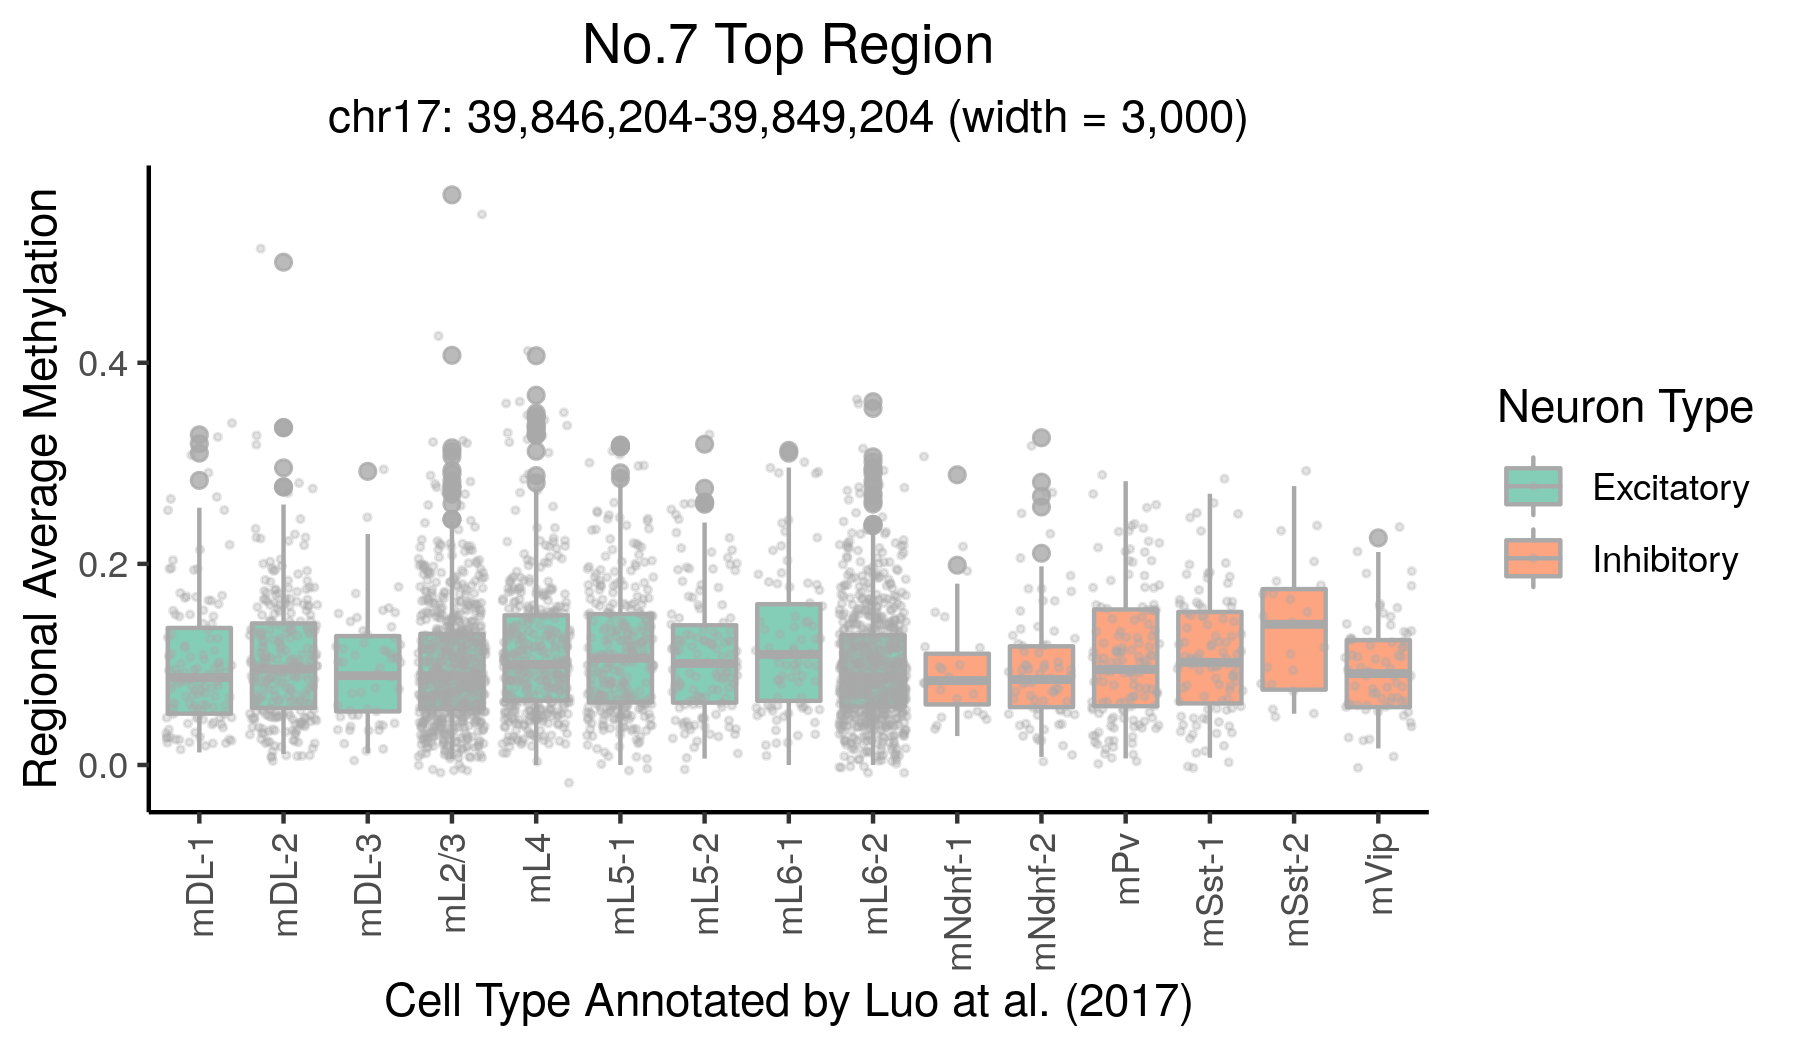 No.7 Top Region
chr17: 39,846,204-39,849,204 (width = 3,000)
Regional Average Methylation
0.4
0.2
0.0
mDL-1
mDL-2
mDL-3
mL2/3
mL4
mL5-1
mL5-2
mL6-1
mL6-2
mNdnf-1
mNdnf-2
mPv
mSst-1
mSst-2
mVip
Cell Type Annotated by Luo at al. (2017)
Neuron Type
Excitatory
Inhibitory